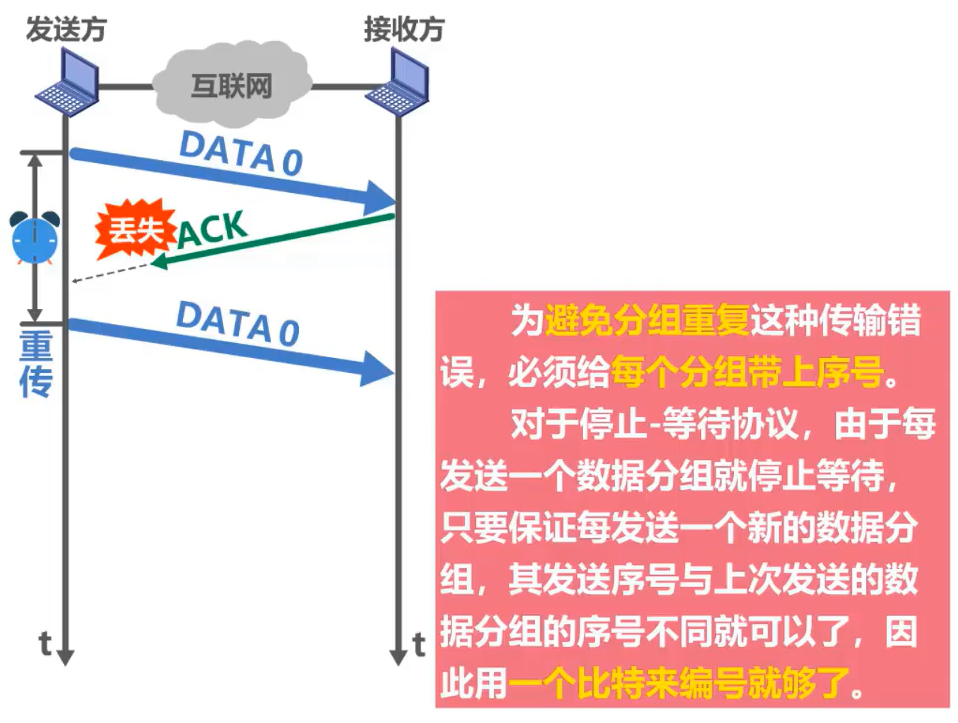 发送方
接收方
互联网
DATA 0
丢失
ACK
DATA 0
重传
t
t
为避免分组重复这种传输错
误，必须给每个分组带上序号。
对于停止-等待协议，由于每
发送一个数据分组就停止等待，
只要保证每发送一个新的数据分
组，其发送序号与上次发送的数
据分组的序号不同就可以了，因
此用一个比特来编号就够了。